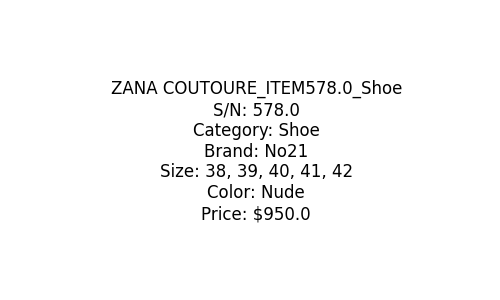 ZANA COUTOURE_ITEM578.0_Shoe
S/N: 578.0
Category: Shoe
Brand: No21
Size: 38, 39, 40, 41, 42
Color: Nude
Price: $950.0